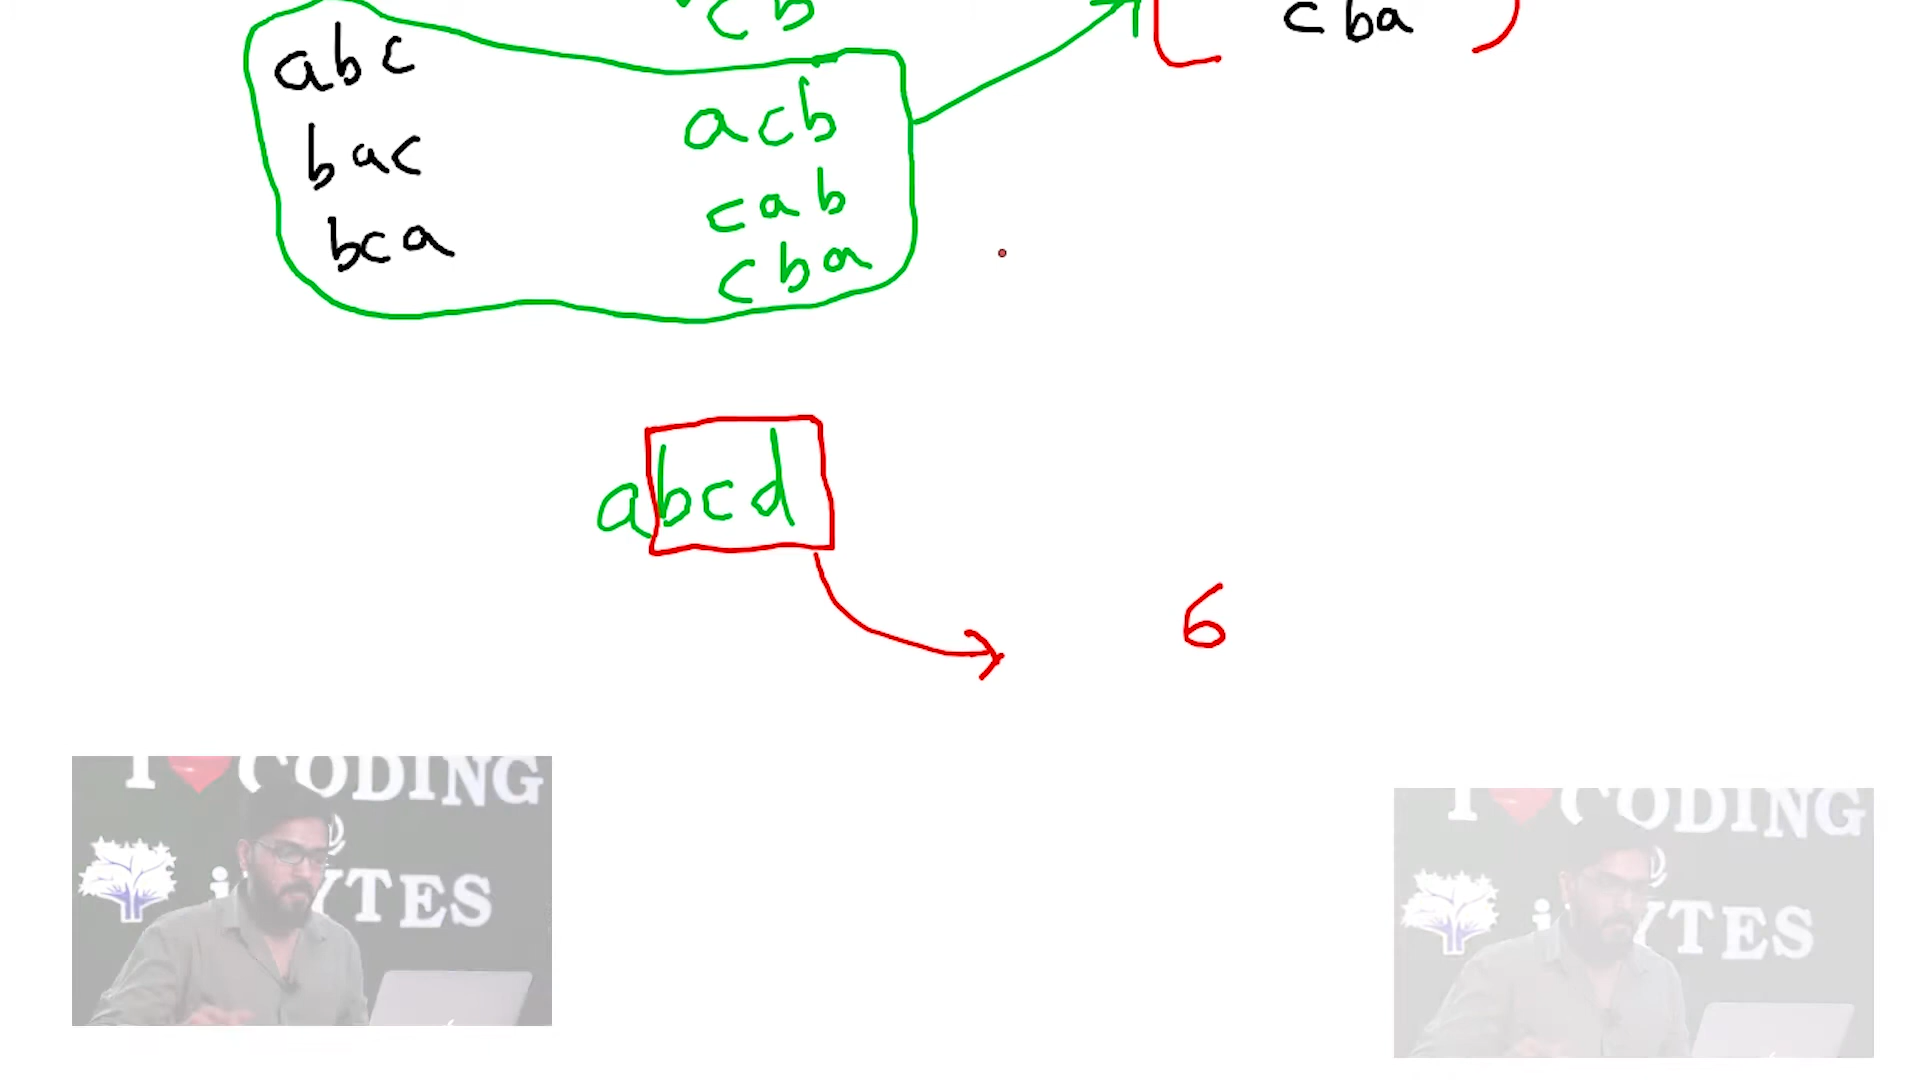 cb
cba
abc
acb
bac
cab
bca
cba
abcd
6
I ❤ CODING
YTES
I ❤ CODING
YTES